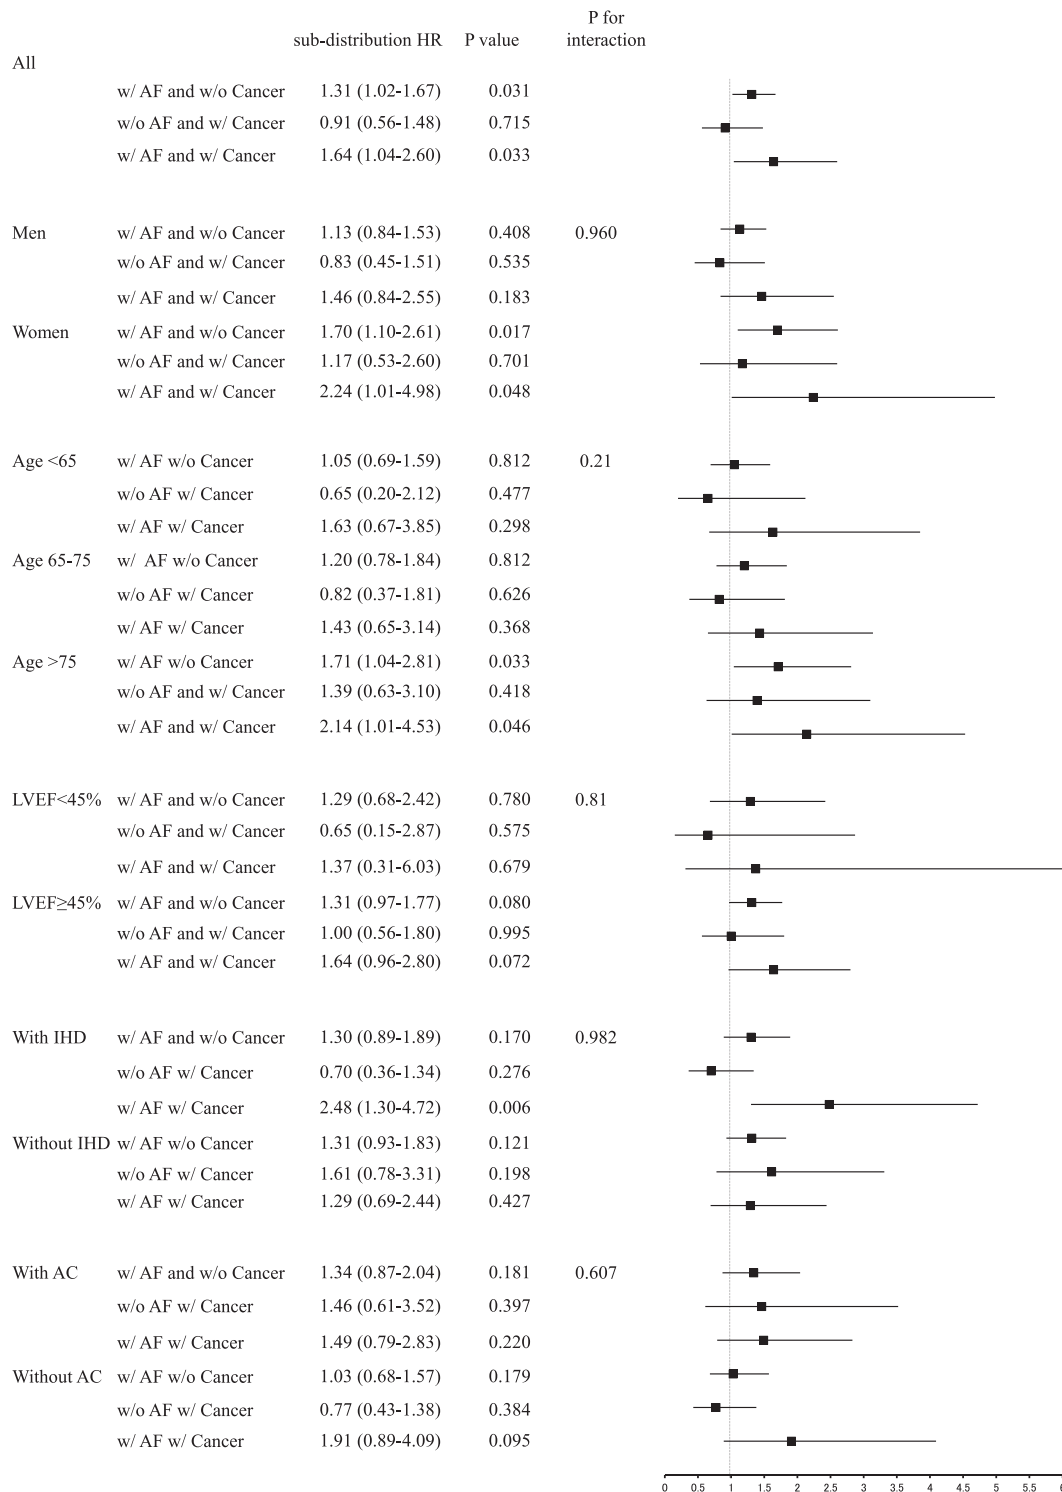 P for
sub-distribution HR P value interaction
All
w/ AF and w/o Cancer 1.31 (1.02-1.67) 0.031
w/o AF and w/ Cancer 0.91 (0.56-1.48) 0.715
w/ AF and w/ Cancer 1.64 (1.04-2.60) 0.033
Men w/ AF and w/o Cancer 1.13 (0.84-1.53) 0.408 0.960
w/o AF and w/ Cancer 0.83 (0.45-1.51) 0.535
w/ AF and w/ Cancer 1.46 (0.84-2.55) 0.183
Women w/ AF and w/o Cancer 1.70 (1.10-2.61) 0.017
w/o AF and w/ Cancer 1.17 (0.53-2.60) 0.701
w/ AF and w/ Cancer 2.24 (1.01-4.98) 0.048
Age <65 w/ AF w/o Cancer 1.05 (0.69-1.59) 0.812 0.21
w/o AF w/ Cancer 0.65 (0.20-2.12) 0.477
w/ AF w/ Cancer 1.63 (0.67-3.85) 0.298
Age 65-75 w/ AF w/o Cancer 1.20 (0.78-1.84) 0.812
w/o AF w/ Cancer 0.82 (0.37-1.81) 0.626
w/ AF w/ Cancer 1.43 (0.65-3.14) 0.368
Age >75 w/ AF w/o Cancer 1.71 (1.04-2.81) 0.033
w/o AF and w/ Cancer 1.39 (0.63-3.10) 0.418
w/ AF and w/ Cancer 2.14 (1.01-4.53) 0.046
LVEF<45% w/ AF and w/o Cancer 1.29 (0.68-2.42) 0.780 0.81
w/o AF and w/ Cancer 0.65 (0.15-2.87) 0.575
w/ AF and w/ Cancer 1.37 (0.31-6.03) 0.679
LVEF≥45% w/ AF and w/o Cancer 1.31 (0.97-1.77) 0.080
w/o AF and w/ Cancer 1.00 (0.56-1.80) 0.995
w/ AF and w/ Cancer 1.64 (0.96-2.80) 0.072
With IHD w/ AF and w/o Cancer 1.30 (0.89-1.89) 0.170 0.982
w/o AF w/ Cancer 0.70 (0.36-1.34) 0.276
w/ AF w/ Cancer 2.48 (1.30-4.72) 0.006
Without IHD w/ AF w/o Cancer 1.31 (0.93-1.83) 0.121
w/o AF w/ Cancer 1.61 (0.78-3.31) 0.198
w/ AF w/ Cancer 1.29 (0.69-2.44) 0.427
With AC w/ AF and w/o Cancer 1.34 (0.87-2.04) 0.181 0.607
w/o AF w/ Cancer 1.46 (0.61-3.52) 0.397
w/ AF w/ Cancer 1.49 (0.79-2.83) 0.220
Without AC w/ AF w/o Cancer 1.03 (0.68-1.57) 0.179
w/o AF w/ Cancer 0.77 (0.43-1.38) 0.384
w/ AF w/ Cancer 1.91 (0.89-4.09) 0.095
0 0.5 1 1.5 2 2.5 3 3.5 4 4.5 5 5.5 6